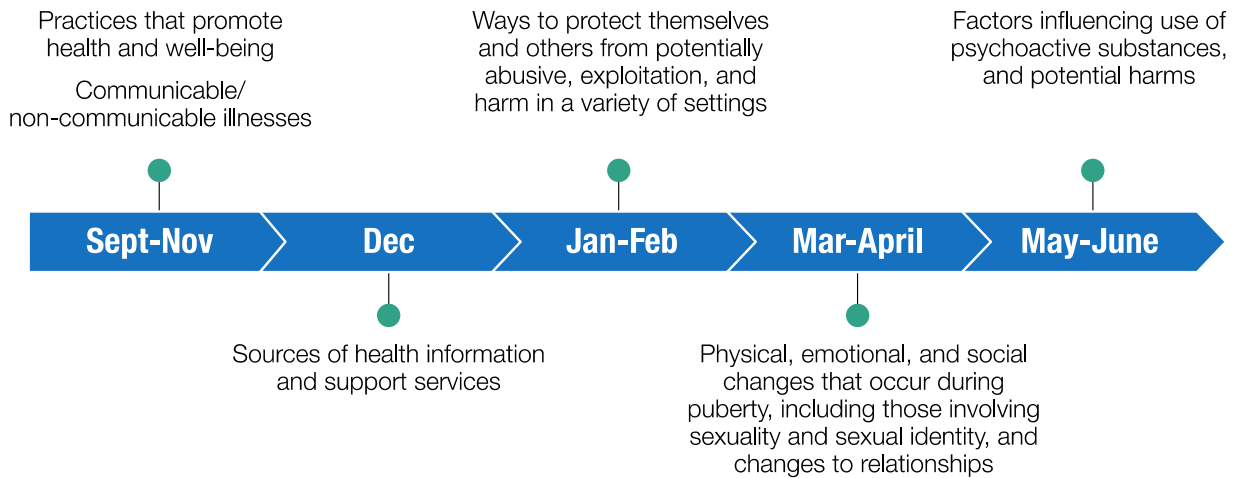 Practices that promote
health and well-being
Communicable/
non-communicable illnesses
Ways to protect themselves
and others from potentially
abusive, exploitation, and
harm in a variety of settings
Factors influencing use of
psychoactive substances,
and potential harms
Sept-Nov
Dec
Jan-Feb
Mar-April
May-June
Sources of health information
and support services
Physical, emotional, and social
changes that occur during
puberty, including those involving
sexuality and sexual identity, and
changes to relationships